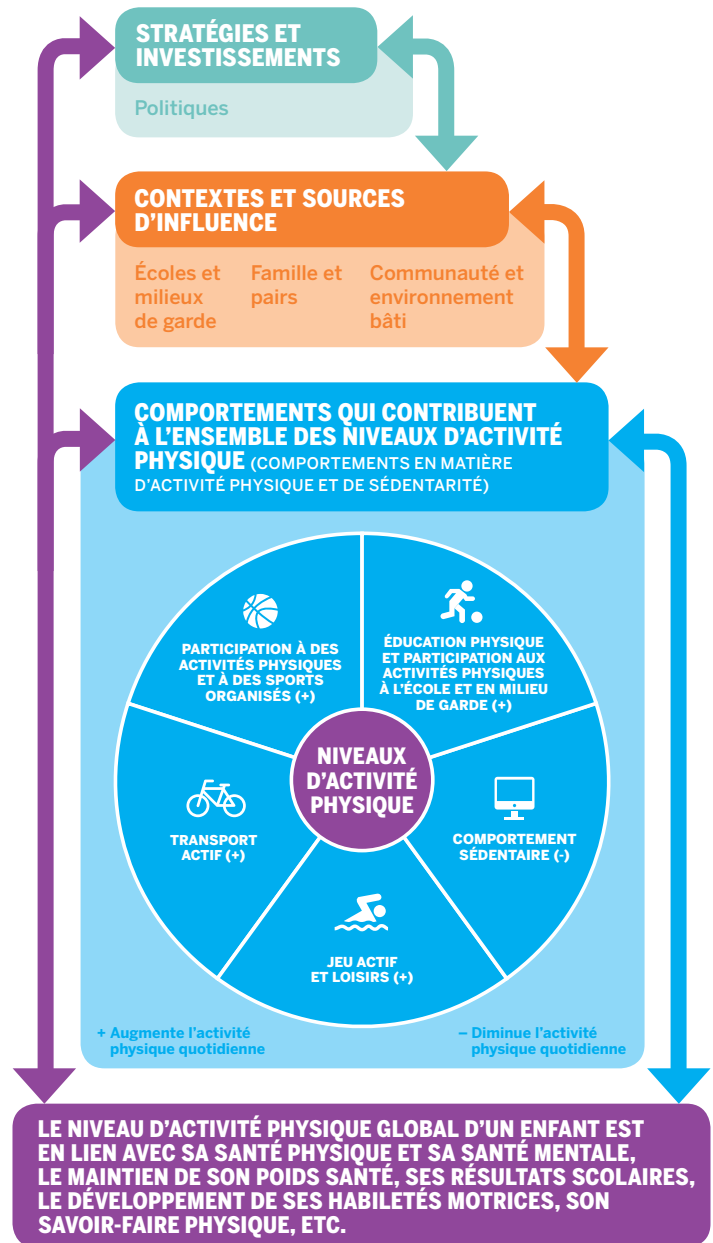 STRATÉGIES ET
INVESTISSEMENTS
Politiques
CONTEXTES ET SOURCES
D'INFLUENCE
Écoles et
milieux
de garde
Famille et
pairs
Communauté et
environnement
bâti
COMPORTEMENTS QUI CONTRIBUENT
À L'ENSEMBLE DES NIVEAUX D'ACTIVITÉ
PHYSIQUE (COMPORTEMENTS EN MATIÈRE
D'ACTIVITÉ PHYSIQUE ET DE SÉDENTARITÉ)
PARTICIPATION À DES
ACTIVITÉS PHYSIQUES
ET À DES SPORTS
ORGANISÉS (+)
ÉDUCATION PHYSIQUE
ET PARTICIPATION AUX
ACTIVITÉS PHYSIQUES
À L'ÉCOLE ET EN MILIEU
DE GARDE (+)
NIVEAUX
D'ACTIVITÉ
PHYSIQUE
TRANSPORT
ACTIF (+)
COMPORTEMENT
SÉDENTAIRE (-)
JEU ACTIF
ET LOISIRS (+)
+ Augmente l'activité
physique quotidienne
– Diminue l'activité
physique quotidienne
LE NIVEAU D'ACTIVITÉ PHYSIQUE GLOBAL D'UN ENFANT EST
EN LIEN AVEC SA SANTÉ PHYSIQUE ET SA SANTÉ MENTALE,
LE MAINTIEN DE SON POIDS SANTÉ, SES RÉSULTATS SCOLAIRES,
LE DÉVELOPPEMENT DE SES HABILETÉS MOTRICES, SON
SAVOIR-FAIRE PHYSIQUE, ETC.